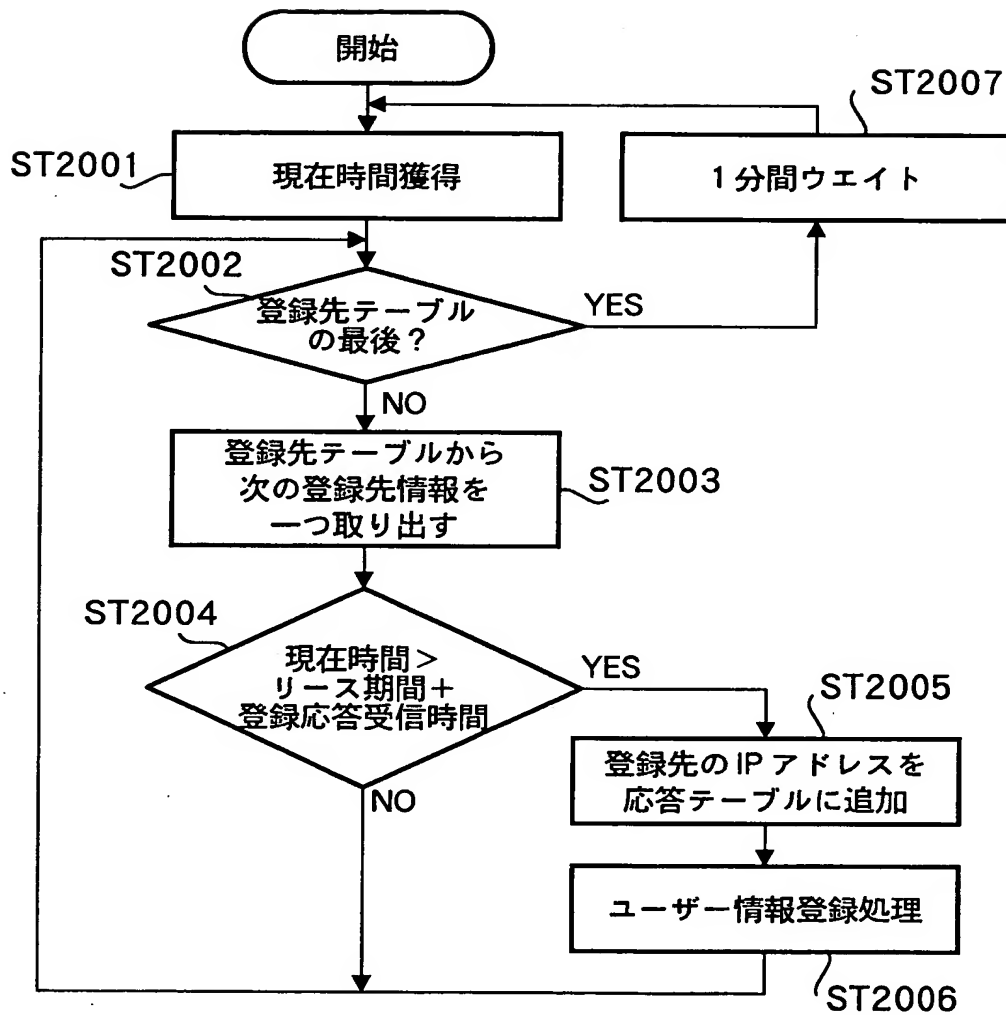 開始
ST2007
ST2001
現在時間獲得
1分間ウエイト
ST2002
登録先テーブル
の最後?
YES
NO
登録先テーブルから
次の登録先情報を
一つ取り出す
ST2003
ST2004
現在時間>
リース期間+
登録応答受信時間
YES
NO
ST2005
登録先のIPアドレスを
応答テーブルに追加
ユーザー情報登録処理
ST2006